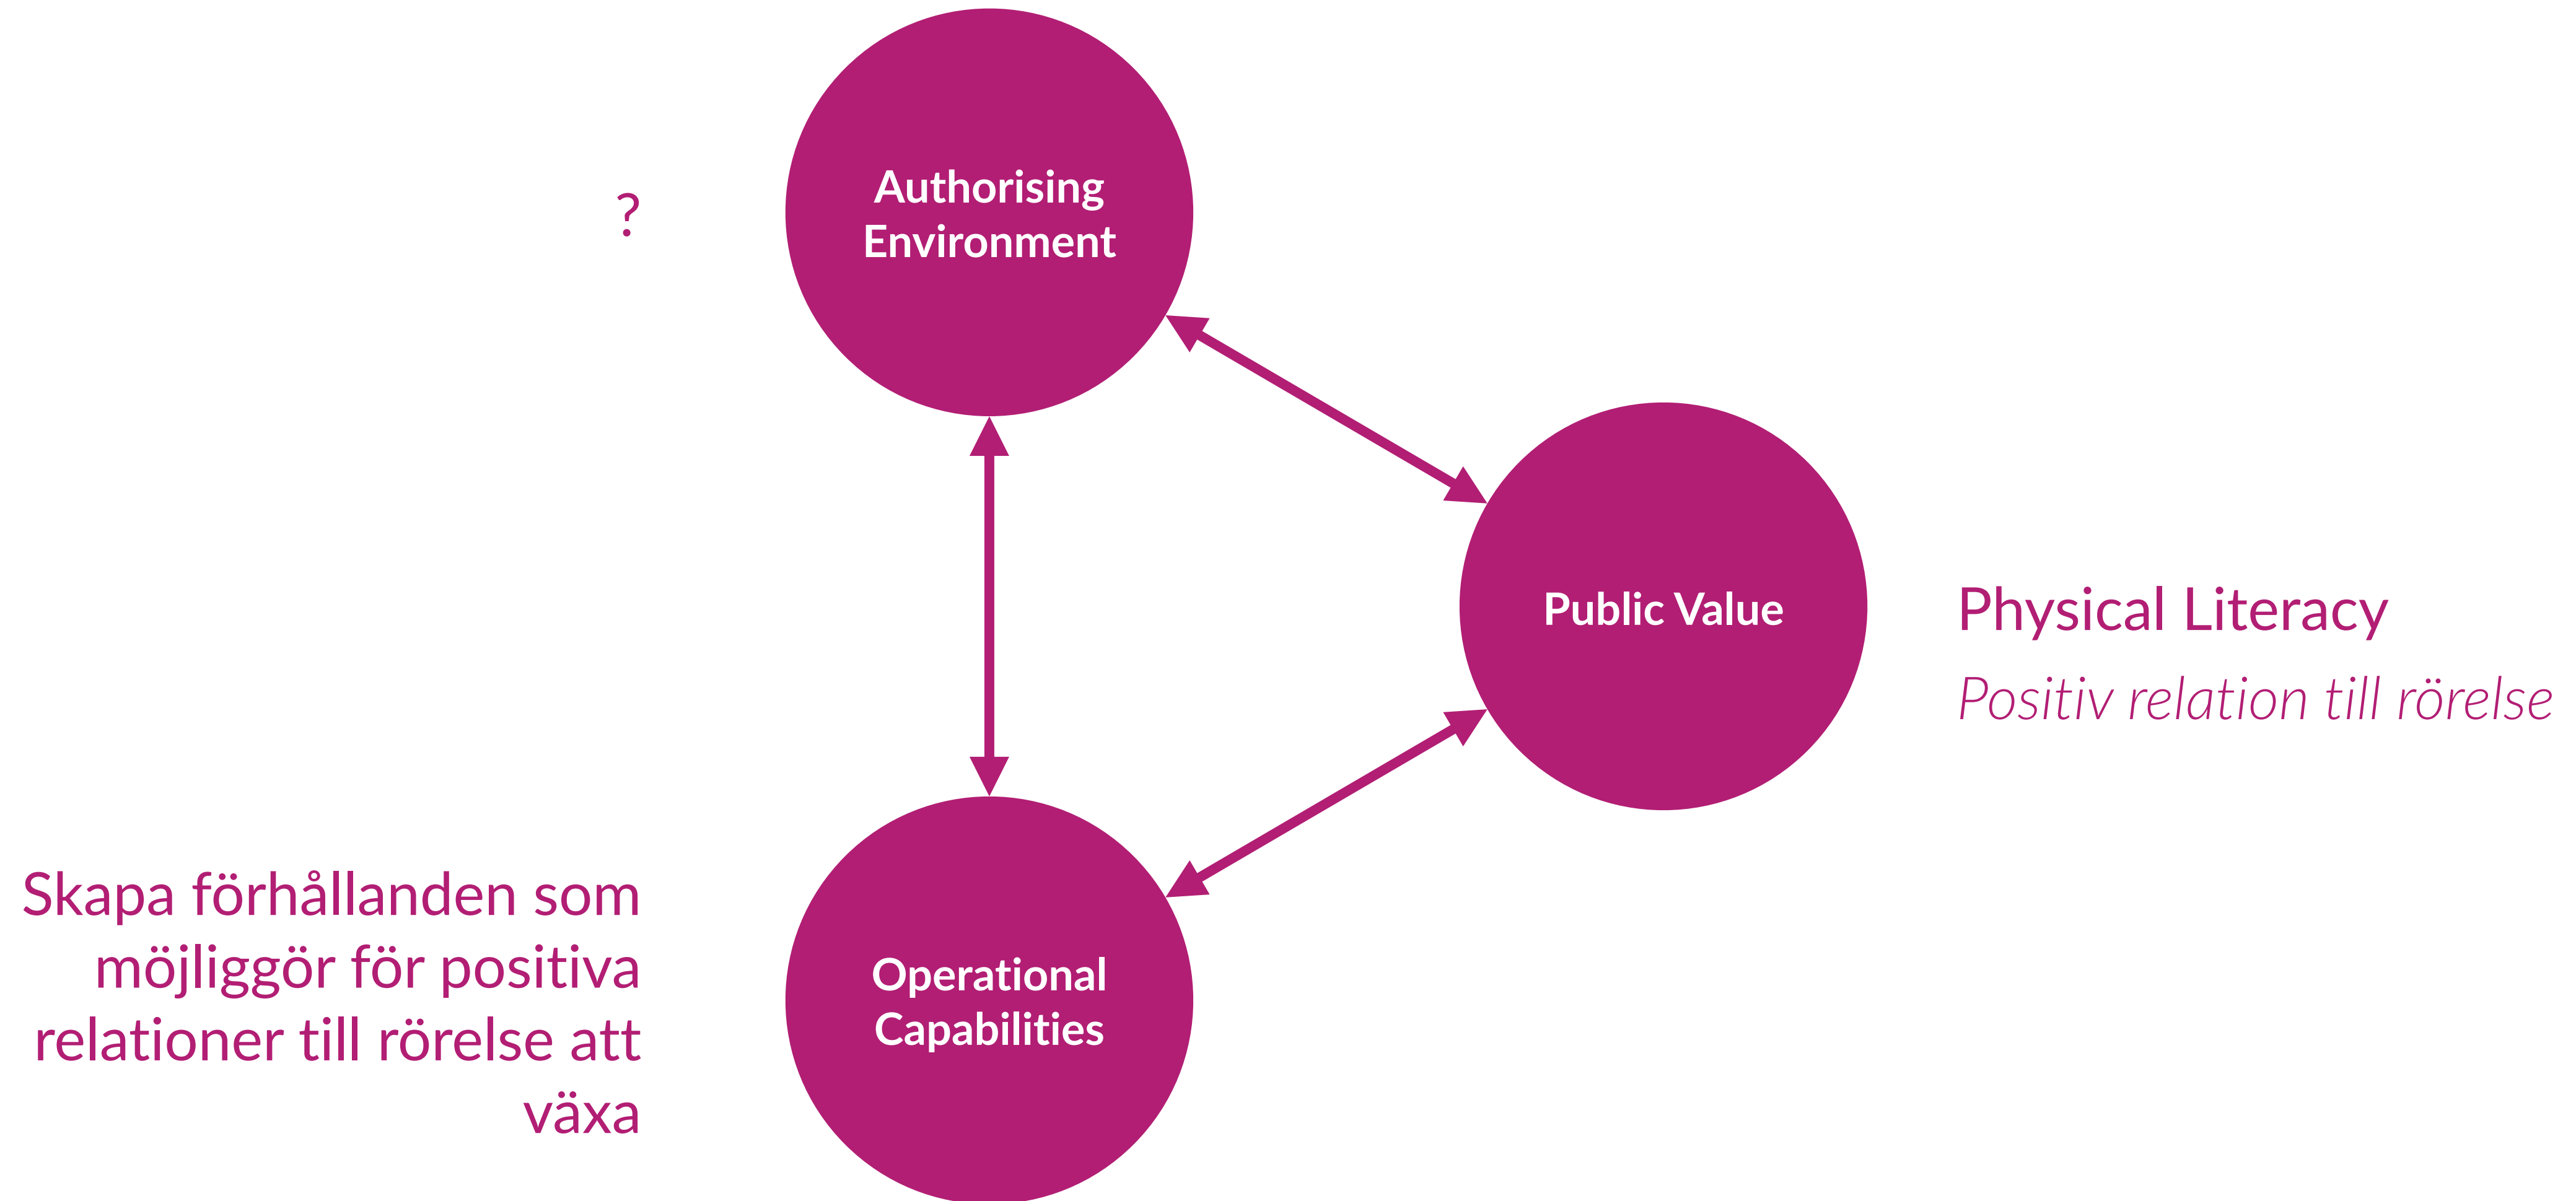 ?
Authorising
Environment
Public Value
Physical Literacy
Positiv relation till rörelse
Skapa förhållanden som
möjliggör för positiva
relationer till rörelse att
växa
Operational
Capabilities